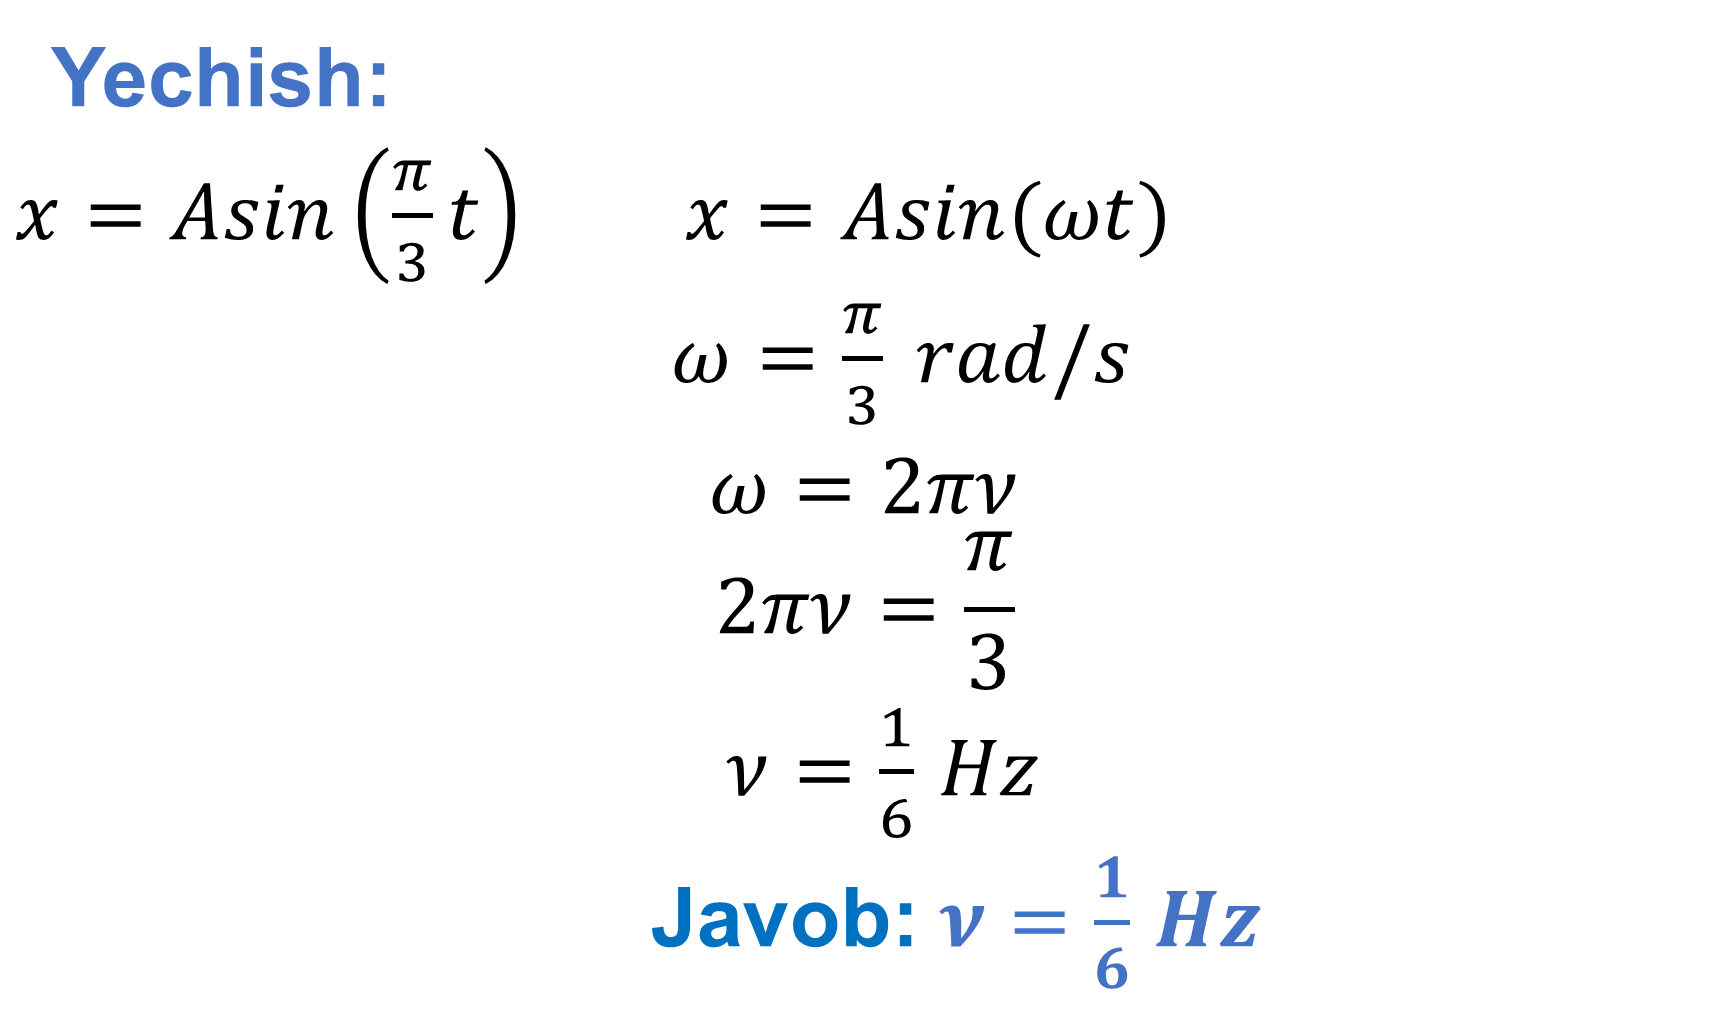 Yechish:
x = Asin(π/3 t) x = Asin(ωt)
ω = π/3 rad/s
ω = 2πν
2πν = π/3
ν = 1/6 Hz
Javob: ν = 1/6 Hz